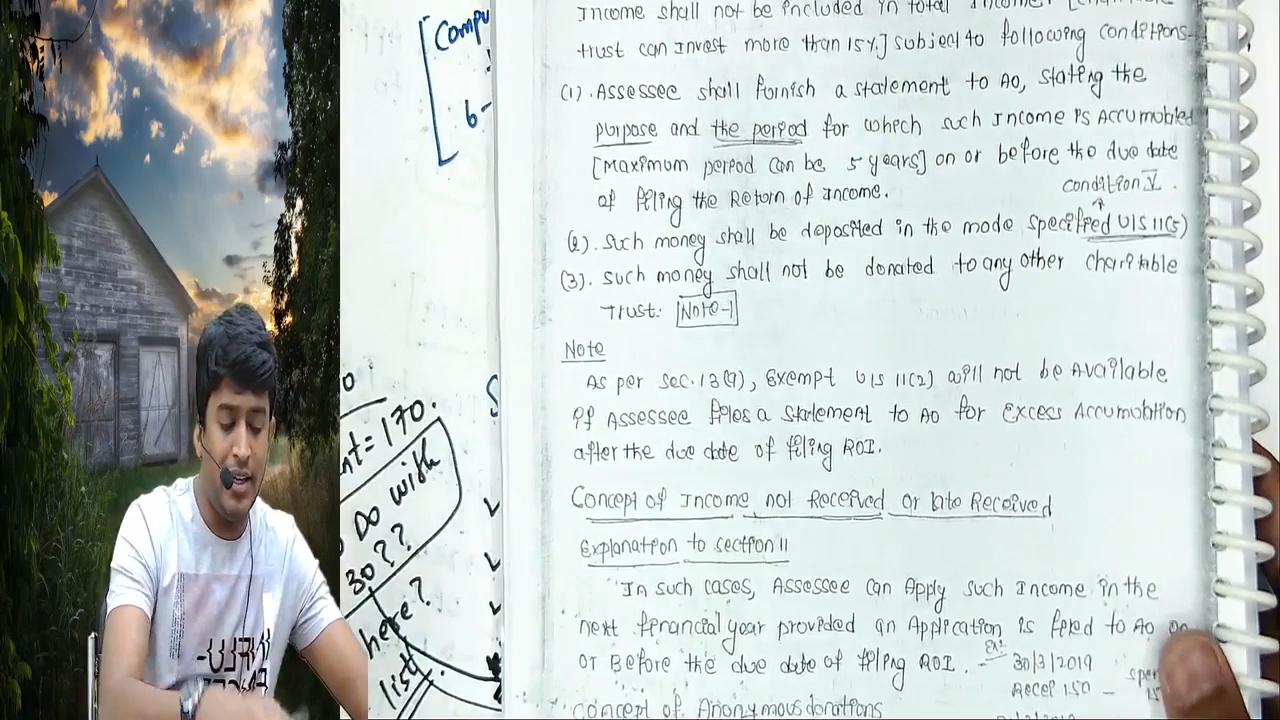 [Compu
6-
0
nt=170.
Do with
30??
here?
list
Income shall not be included in total Income.
trust can Invest more than 15%.] subject to following conditions-
(1). Assessee shall furnish a statement to AO, stating the
purpose and the period for which such Income is Accumulated
[Maximum period can be 5 years] on or before the due date
of filing the Return of Income.
condition V.
(2). Such money shall be deposited in the mode specified U/S 11(5)
(3). Such money shall not be donated to any other charitable
Trust. Note-1
Note
As per sec.13(9), Exempt U/S 11(2) will not be Available
if Assessee files a statement to AO for Excess Accumulation
after the due date of filing ROI.
Concept of Income not Received or late Received
Explanation to section 11
In such cases, Assessee can Apply such Income in the
next financial year provided an Application is filed to AO on
or Before the due date of filing ROI. Ex:- 30/3/2019
Recei 150 -
Concept of Anonymous donations